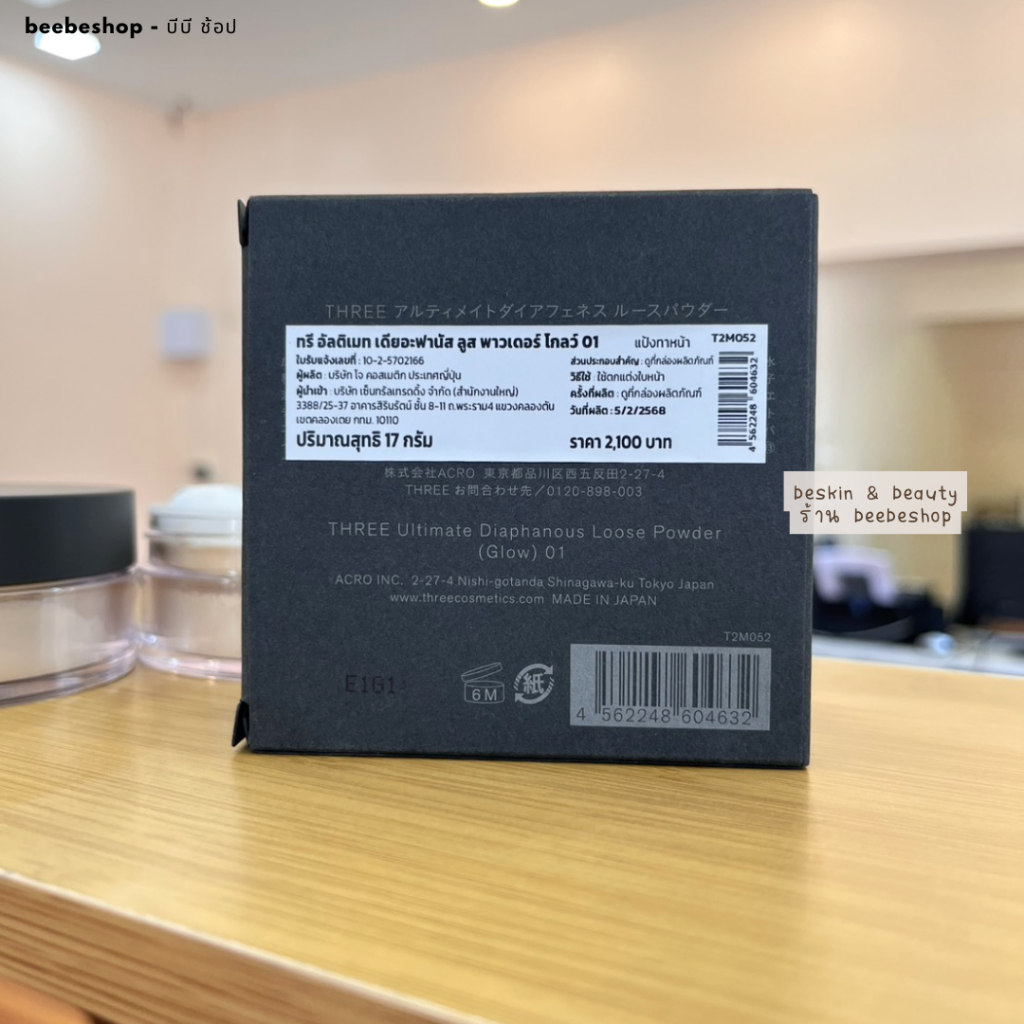 beebeshop - บีบี ช้อป
THREE アルティメイトダイアフェネス ルースパウダー
ทรี อัลติเมท เดียอะฟานัส ลูส พาวเดอร์ โกลว์ 01 แป้งทาหน้า T2M052
ใบรับแจ้งเลขที่ : 10-2-5702166
ผู้ผลิต : บริษัท โจ คอสเมติก ประเทศญี่ปุ่น
ผู้นำเข้า : บริษัท เซ็นทรัลเทรดดิ้ง จำกัด (สำนักงานใหญ่)
3388/25-37 อาคารสิรินรัตน์ ชั้น 8-11 ถ.พระราม4 แขวงคลองตัน
เขตคลองเตย กทม. 10110
ปริมาณสุทธิ 17 กรัม
ส่วนประกอบสำคัญ : ดูที่กล่องผลิตภัณฑ์
วิธีใช้ : ใช้ตกแต่งใบหน้า
ครั้งที่ผลิต : ดูที่กล่องผลิตภัณฑ์
วันที่ผลิต : 5/2/2568
ราคา 2,100 บาท
4 562248 604632
株式会社ACRO 東京都品川区西五反田2-27-4
THREE お問合わせ先／0120-898-003
beskin & beauty
ร้าน beebeshop
THREE Ultimate Diaphanous Loose Powder
(Glow) 01
ACRO INC. 2-27-4 Nishi-gotanda Shinagawa-ku Tokyo Japan
www.threecosmetics.com MADE IN JAPAN
T2M052
6M
紙
4 562248 604632